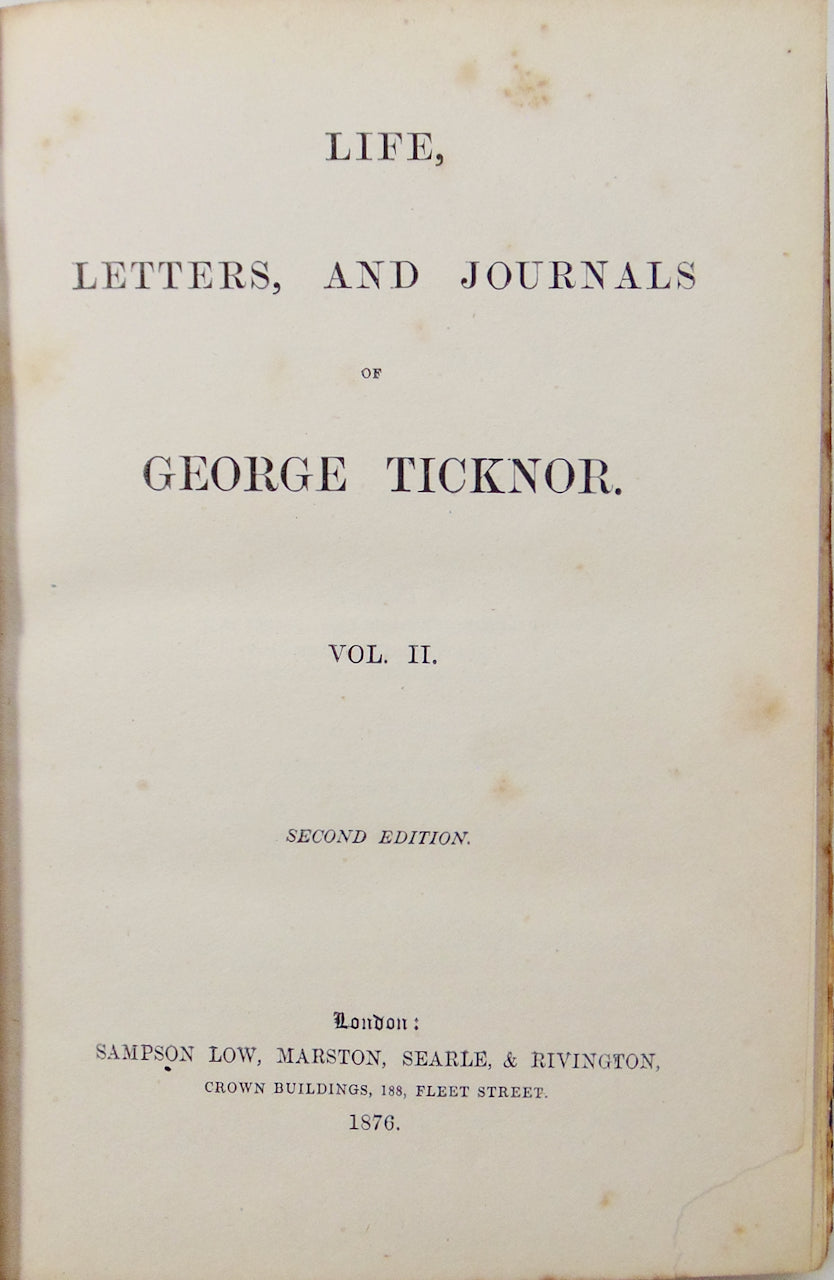 LIFE,
LETTERS, AND JOURNALS
OF
GEORGE TICKNOR.
VOL. II.
SECOND EDITION.
London:
SAMPSON LOW, MARSTON, SEARLE, & RIVINGTON,
CROWN BUILDINGS, 188, FLEET STREET.
1876.